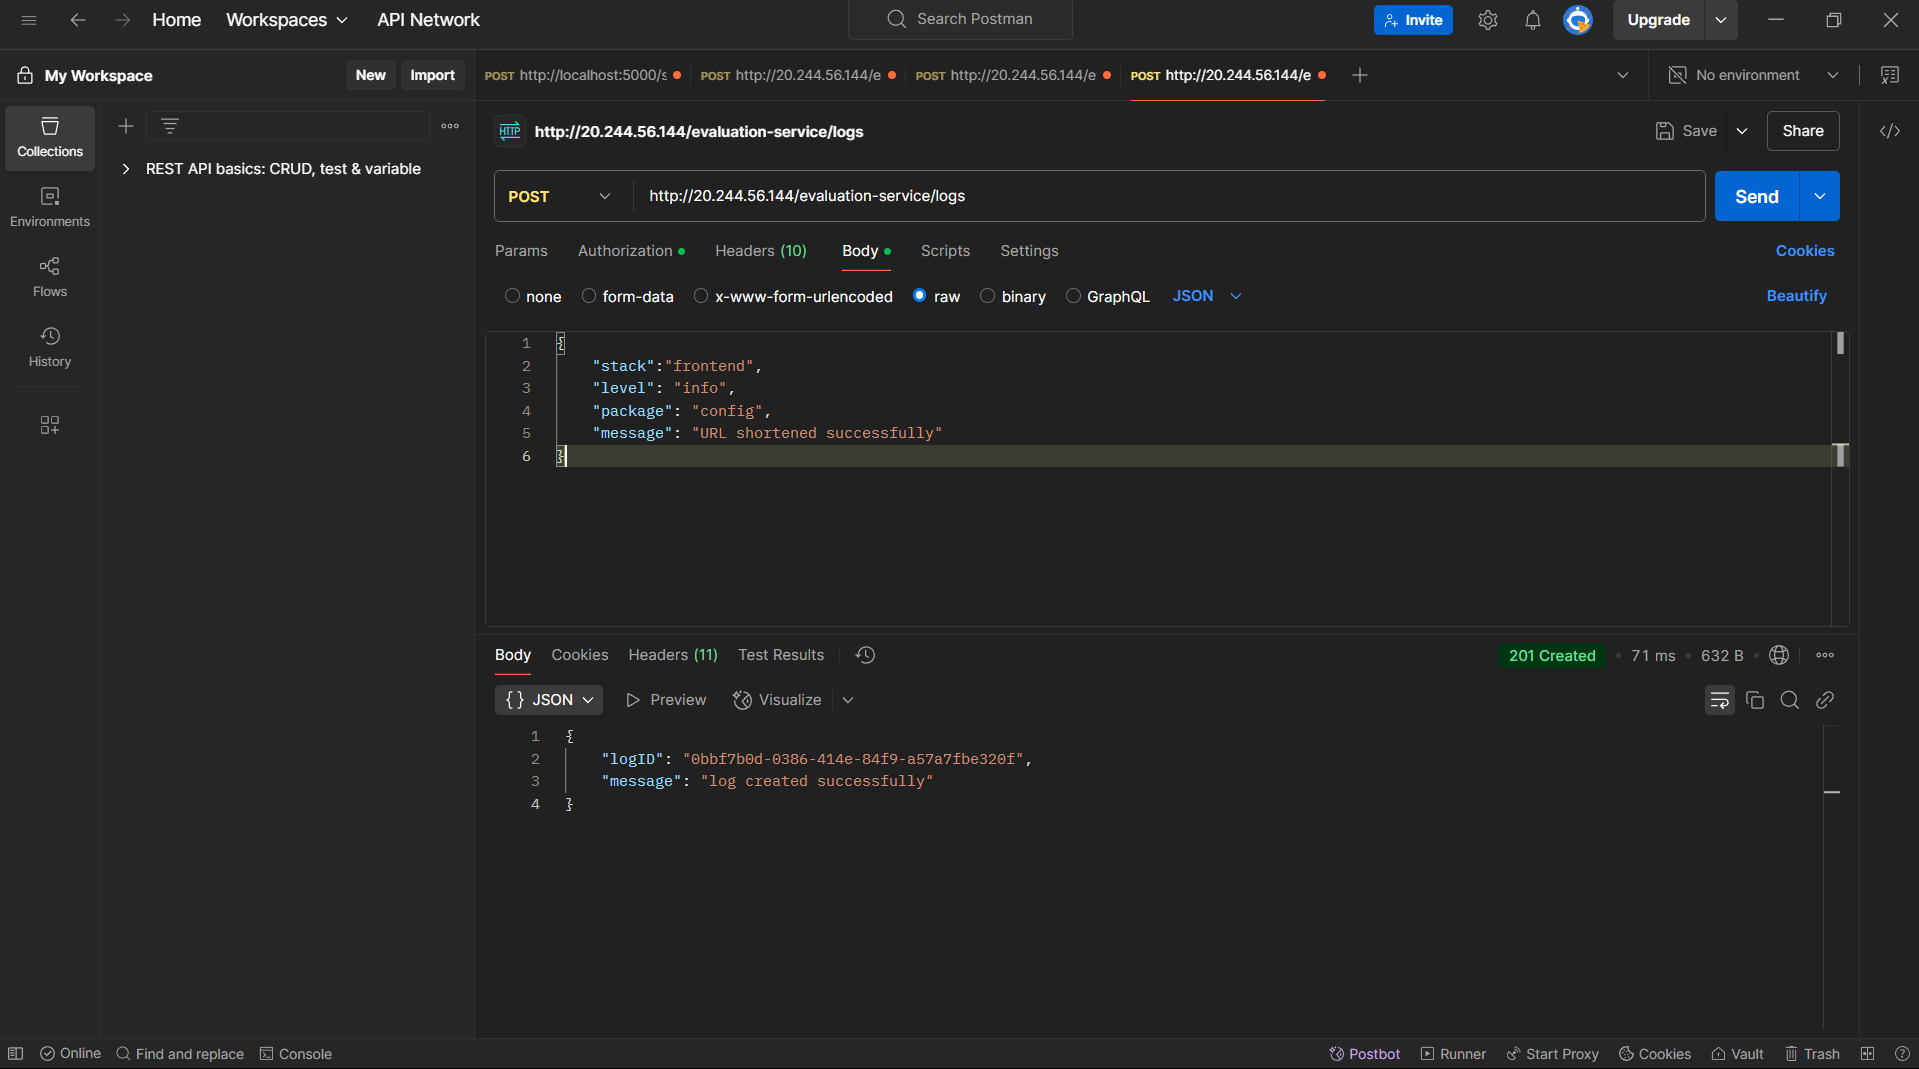 Home Workspaces API Network Search Postman Invite Upgrade
My Workspace New Import POST http://localhost:5000/s POST http://20.244.56.144/e POST http://20.244.56.144/e POST http://20.244.56.144/e No environment
Collections
HTTP http://20.244.56.144/evaluation-service/logs Save Share
REST API basics: CRUD, test & variable
Environments
Flows
History
POST http://20.244.56.144/evaluation-service/logs Send
Params Authorization Headers (10) Body Scripts Settings Cookies
none form-data x-www-form-urlencoded raw binary GraphQL JSON Beautify
1 {
2 "stack":"frontend",
3 "level": "info",
4 "package": "config",
5 "message": "URL shortened successfully"
6 }
Body Cookies Headers (11) Test Results 201 Created 71 ms 632 B
{} JSON Preview Visualize
1 {
2 "logID": "0bbf7b0d-0386-414e-84f9-a57a7fbe320f",
3 "message": "log created successfully"
4 }
Online Find and replace Console Postbot Runner Start Proxy Cookies Vault Trash